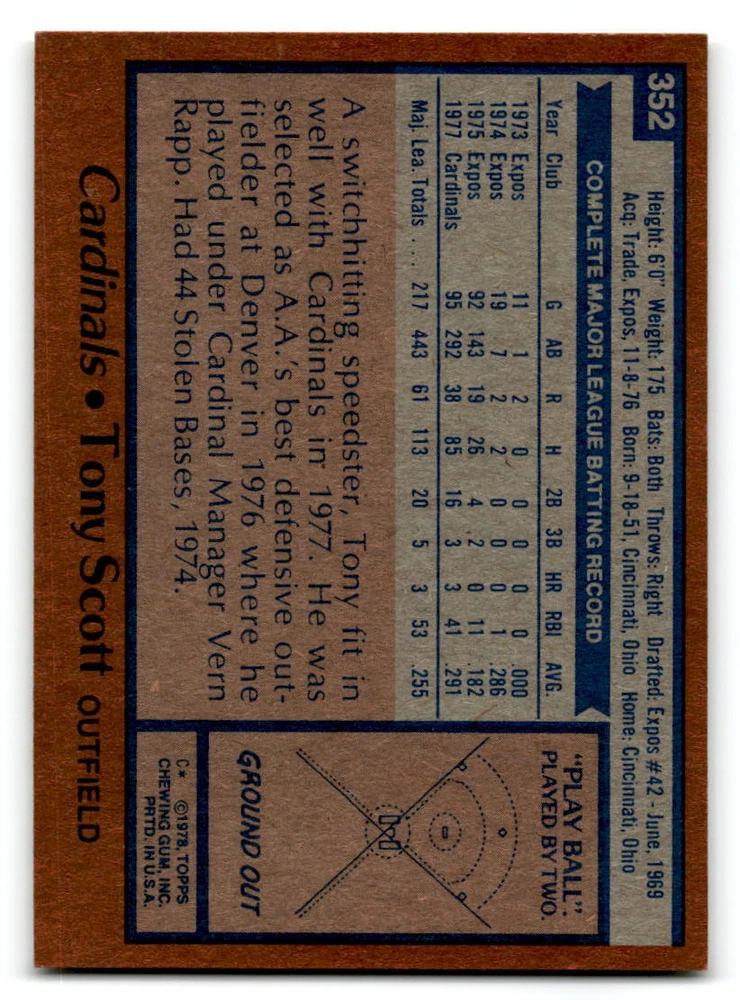 352
Height: 6'0" Weight: 175 Bats: Both Throws: Right Drafted: Expos #42 - June, 1969
Acq: Trade, Expos, 11-8-76 Born: 9-18-51, Cincinnati, Ohio Home: Cincinnati, Ohio
COMPLETE MAJOR LEAGUE BATTING RECORD
Year Club G AB R H 2B 3B HR RBI AVG.
1973 Expos 11 1 2 0 0 0 0 0 .000
1974 Expos 19 7 2 2 0 0 0 1 .286
1975 Expos 92 143 19 26 4 2 0 11 .182
1977 Cardinals 95 292 38 85 16 3 3 41 .291
Maj. Lea. Totals .... 217 443 61 113 20 5 3 53 .255
A switchhitting speedster, Tony fit in
well with Cardinals in 1977. He was
selected as A.A.'s best defensive out-
fielder at Denver in 1976 where he
played under Cardinal Manager Vern
Rapp. Had 44 Stolen Bases, 1974.
"PLAY BALL"
PLAYED BY TWO.
GROUND OUT
C* ©1978, TOPPS
CHEWING GUM, INC.
PRTD. IN U.S.A.
Cardinals • Tony Scott OUTFIELD